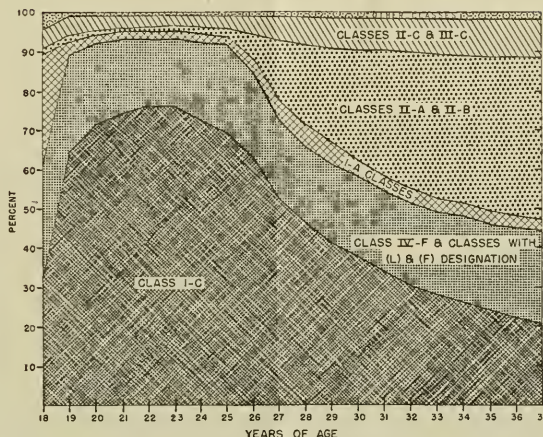 100
90
80
70
60
50
40
30
20
10
PERCENT
CLASSES II-C & III-C
CLASSES II-A & II-B
I-A CLASSES
CLASS IV-F & CLASSES WITH
(L) & (F) DESIGNATION
CLASS I-C
18 19 20 21 22 23 24 25 26 27 28 29 30 31 32 33 34 35 36 37
YEARS OF AGE